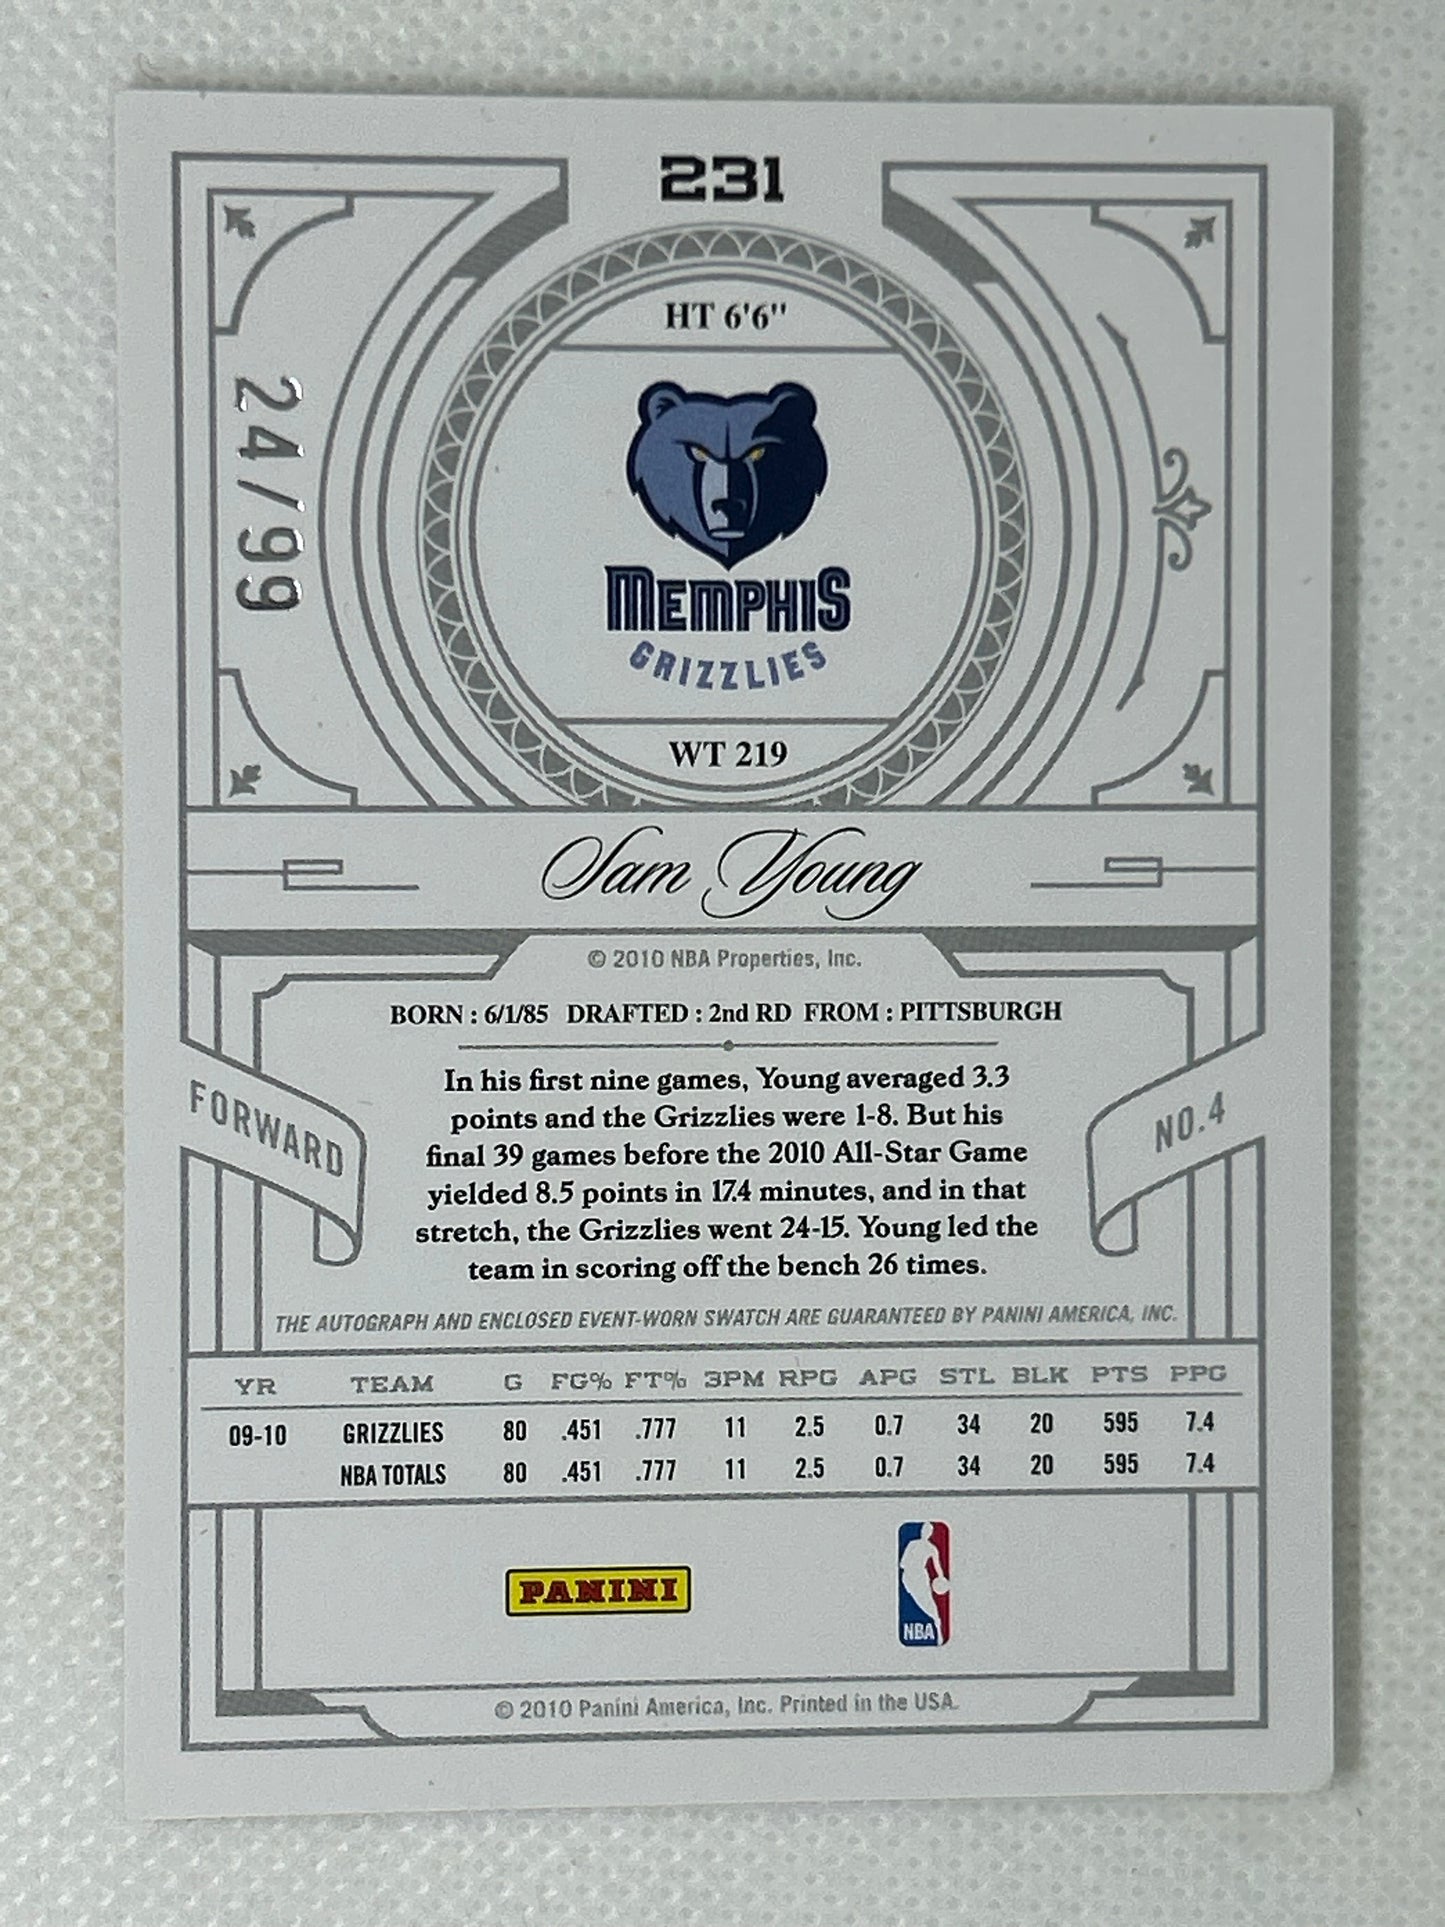 231
HT 6'6"
24/99
MEMPHIS
GRIZZLIES
WT 219
Sam Young
© 2010 NBA Properties, Inc.
BORN : 6/1/85 DRAFTED : 2nd RD FROM : PITTSBURGH
FORWARD
NO.4
In his first nine games, Young averaged 3.3
points and the Grizzlies were 1-8. But his
final 39 games before the 2010 All-Star Game
yielded 8.5 points in 17.4 minutes, and in that
stretch, the Grizzlies went 24-15. Young led the
team in scoring off the bench 26 times.
THE AUTOGRAPH AND ENCLOSED EVENT-WORN SWATCH ARE GUARANTEED BY PANINI AMERICA, INC.
YR TEAM G FG% FT% 3PM RPG APG STL BLK PTS PPG
09-10 GRIZZLIES 80 .451 .777 11 2.5 0.7 34 20 595 7.4
NBA TOTALS 80 .451 .777 11 2.5 0.7 34 20 595 7.4
PANINI
NBA
© 2010 Panini America, Inc. Printed in the USA.